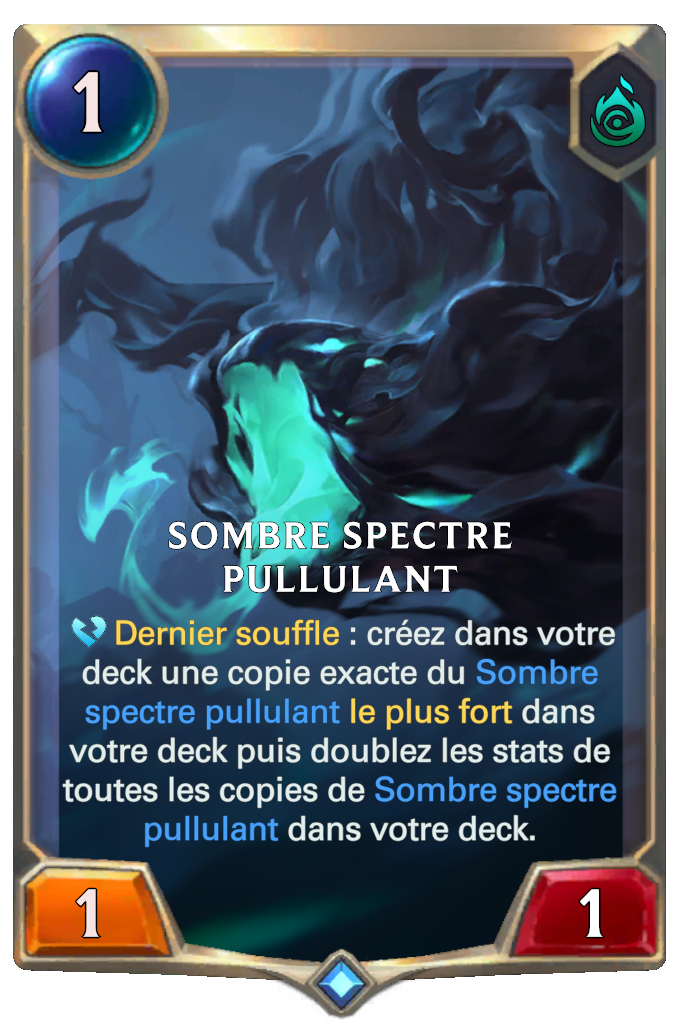 1
SOMBRE SPECTRE
PULLULANT
Dernier souffle : créez dans votre
deck une copie exacte du Sombre
spectre pullulant le plus fort dans
votre deck puis doublez les stats de
toutes les copies de Sombre spectre
pullulant dans votre deck.
1
1